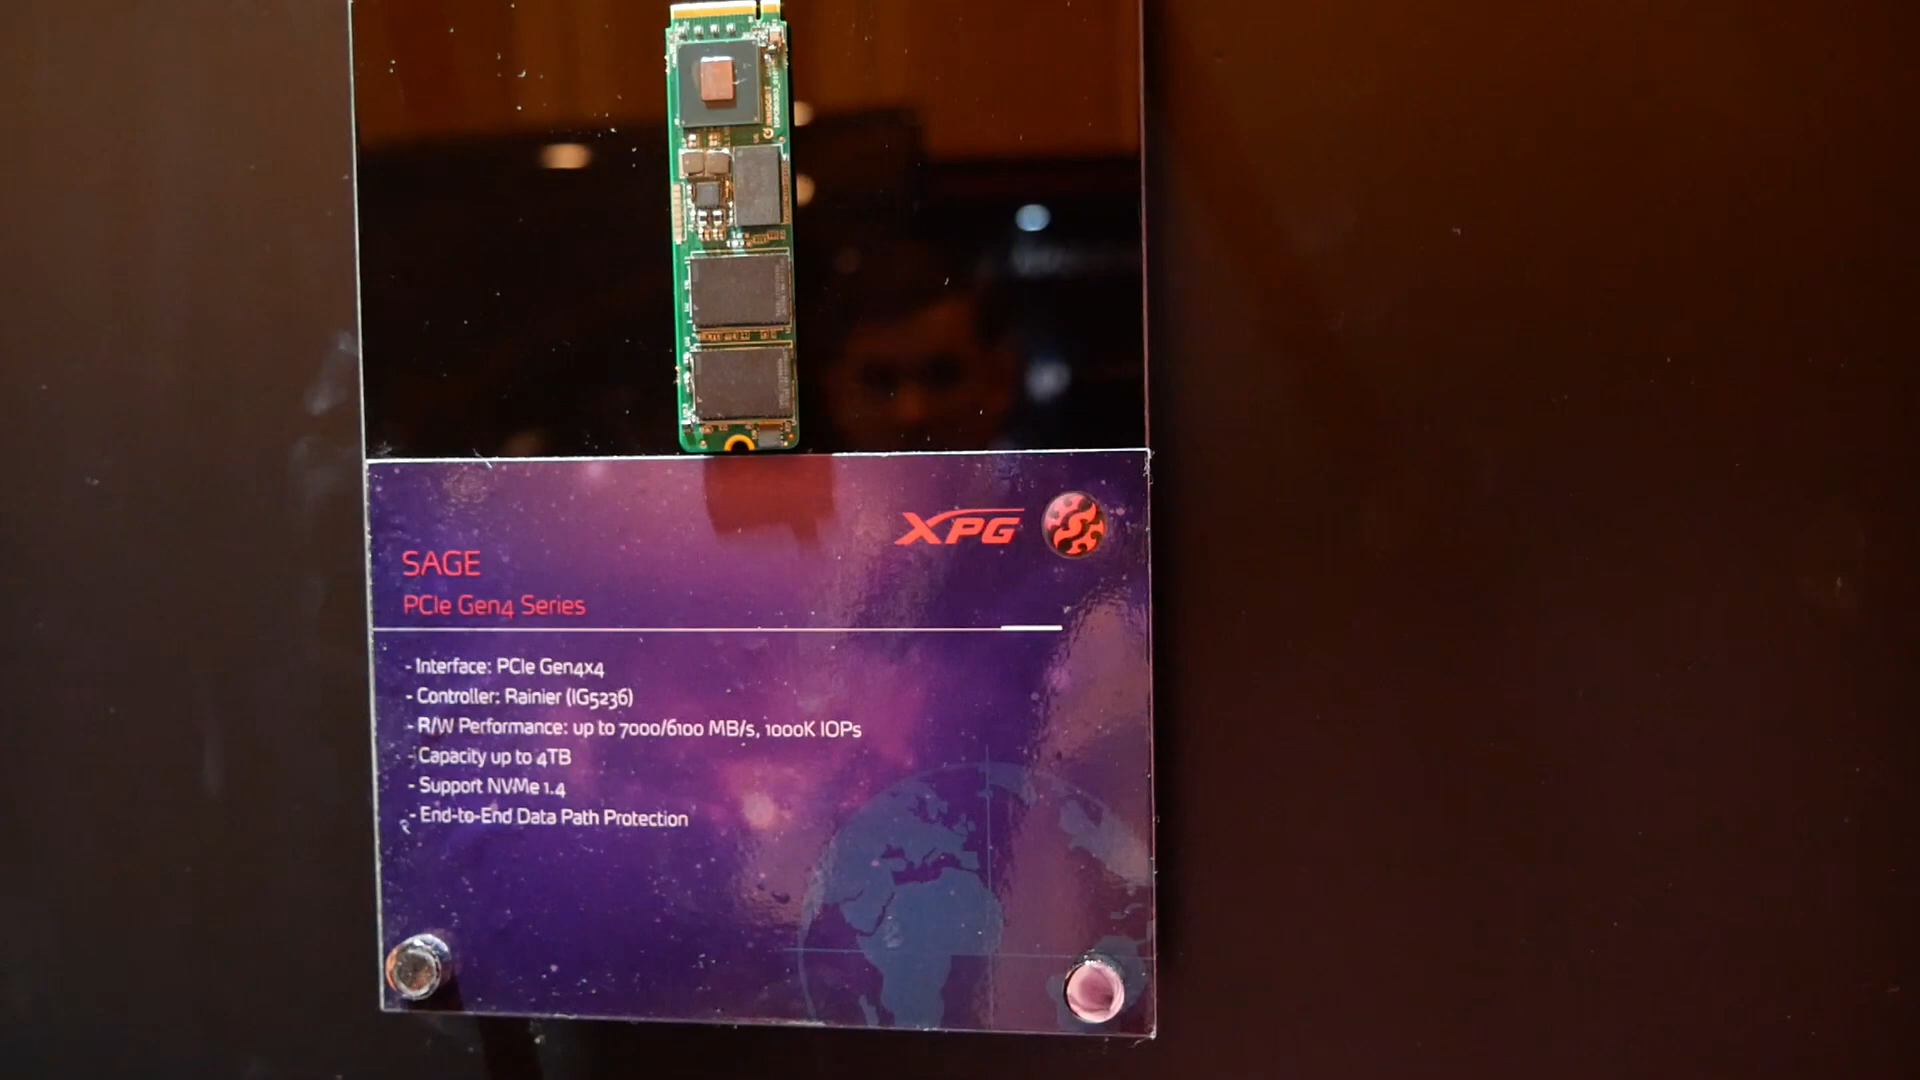 XPG
SAGE
PCIe Gen4 Series
- Interface: PCIe Gen4x4
- Controller: Rainier (IG5236)
- R/W Performance: up to 7000/6100 MB/s, 1000K IOPs
- Capacity up to 4TB
- Support NVMe 1.4
- End-to-End Data Path Protection